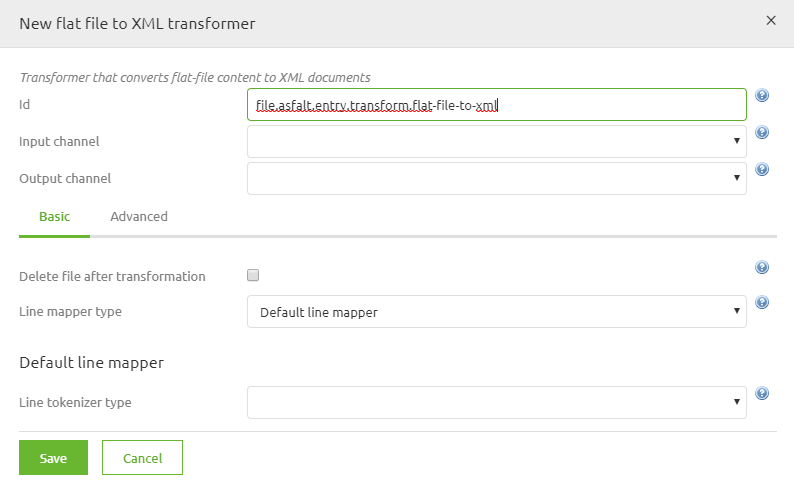 New flat file to XML transformer ×
Transformer that converts flat-file content to XML documents
Id file.asfalt.entry.transform.flat-file-to-xml
Input channel
Output channel
Basic Advanced
Delete file after transformation
Line mapper type Default line mapper
Default line mapper
Line tokenizer type
Save Cancel